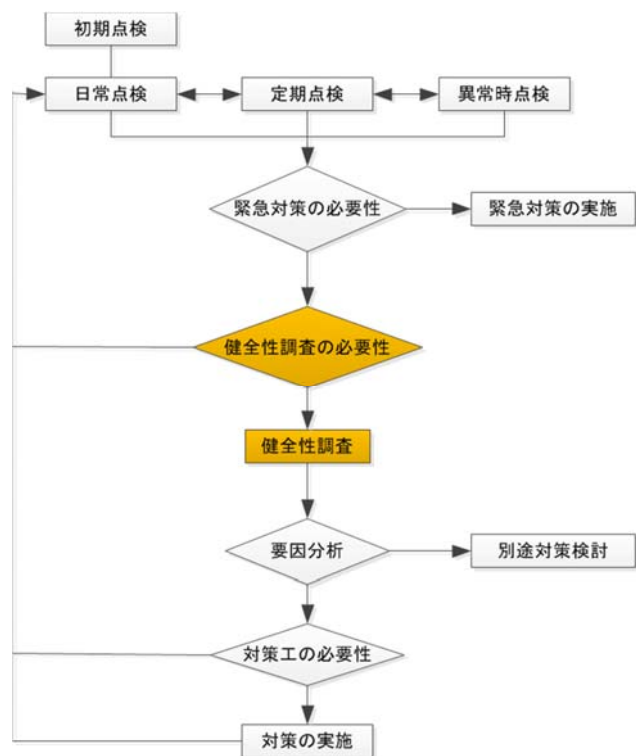 初期点検
日常点検
定期点検
異常時点検
緊急対策の必要性
緊急対策の実施
健全性調査の必要性
健全性調査
要因分析
別途対策検討
対策工の必要性
対策の実施